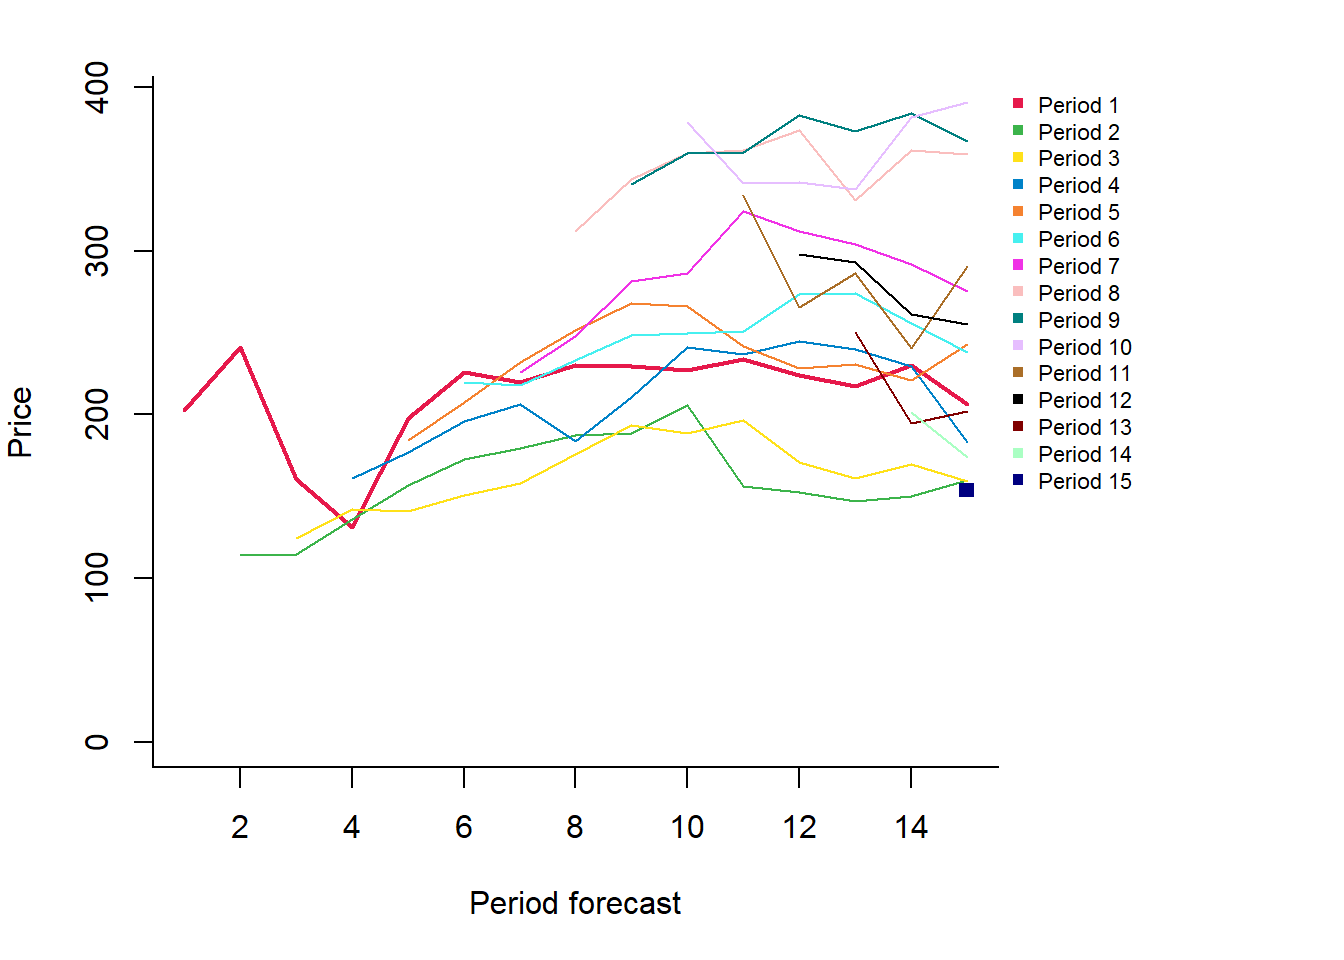 400
300
200
100
0
Price
2 4 6 8 10 12 14
Period forecast
Period 1
Period 2
Period 3
Period 4
Period 5
Period 6
Period 7
Period 8
Period 9
Period 10
Period 11
Period 12
Period 13
Period 14
Period 15